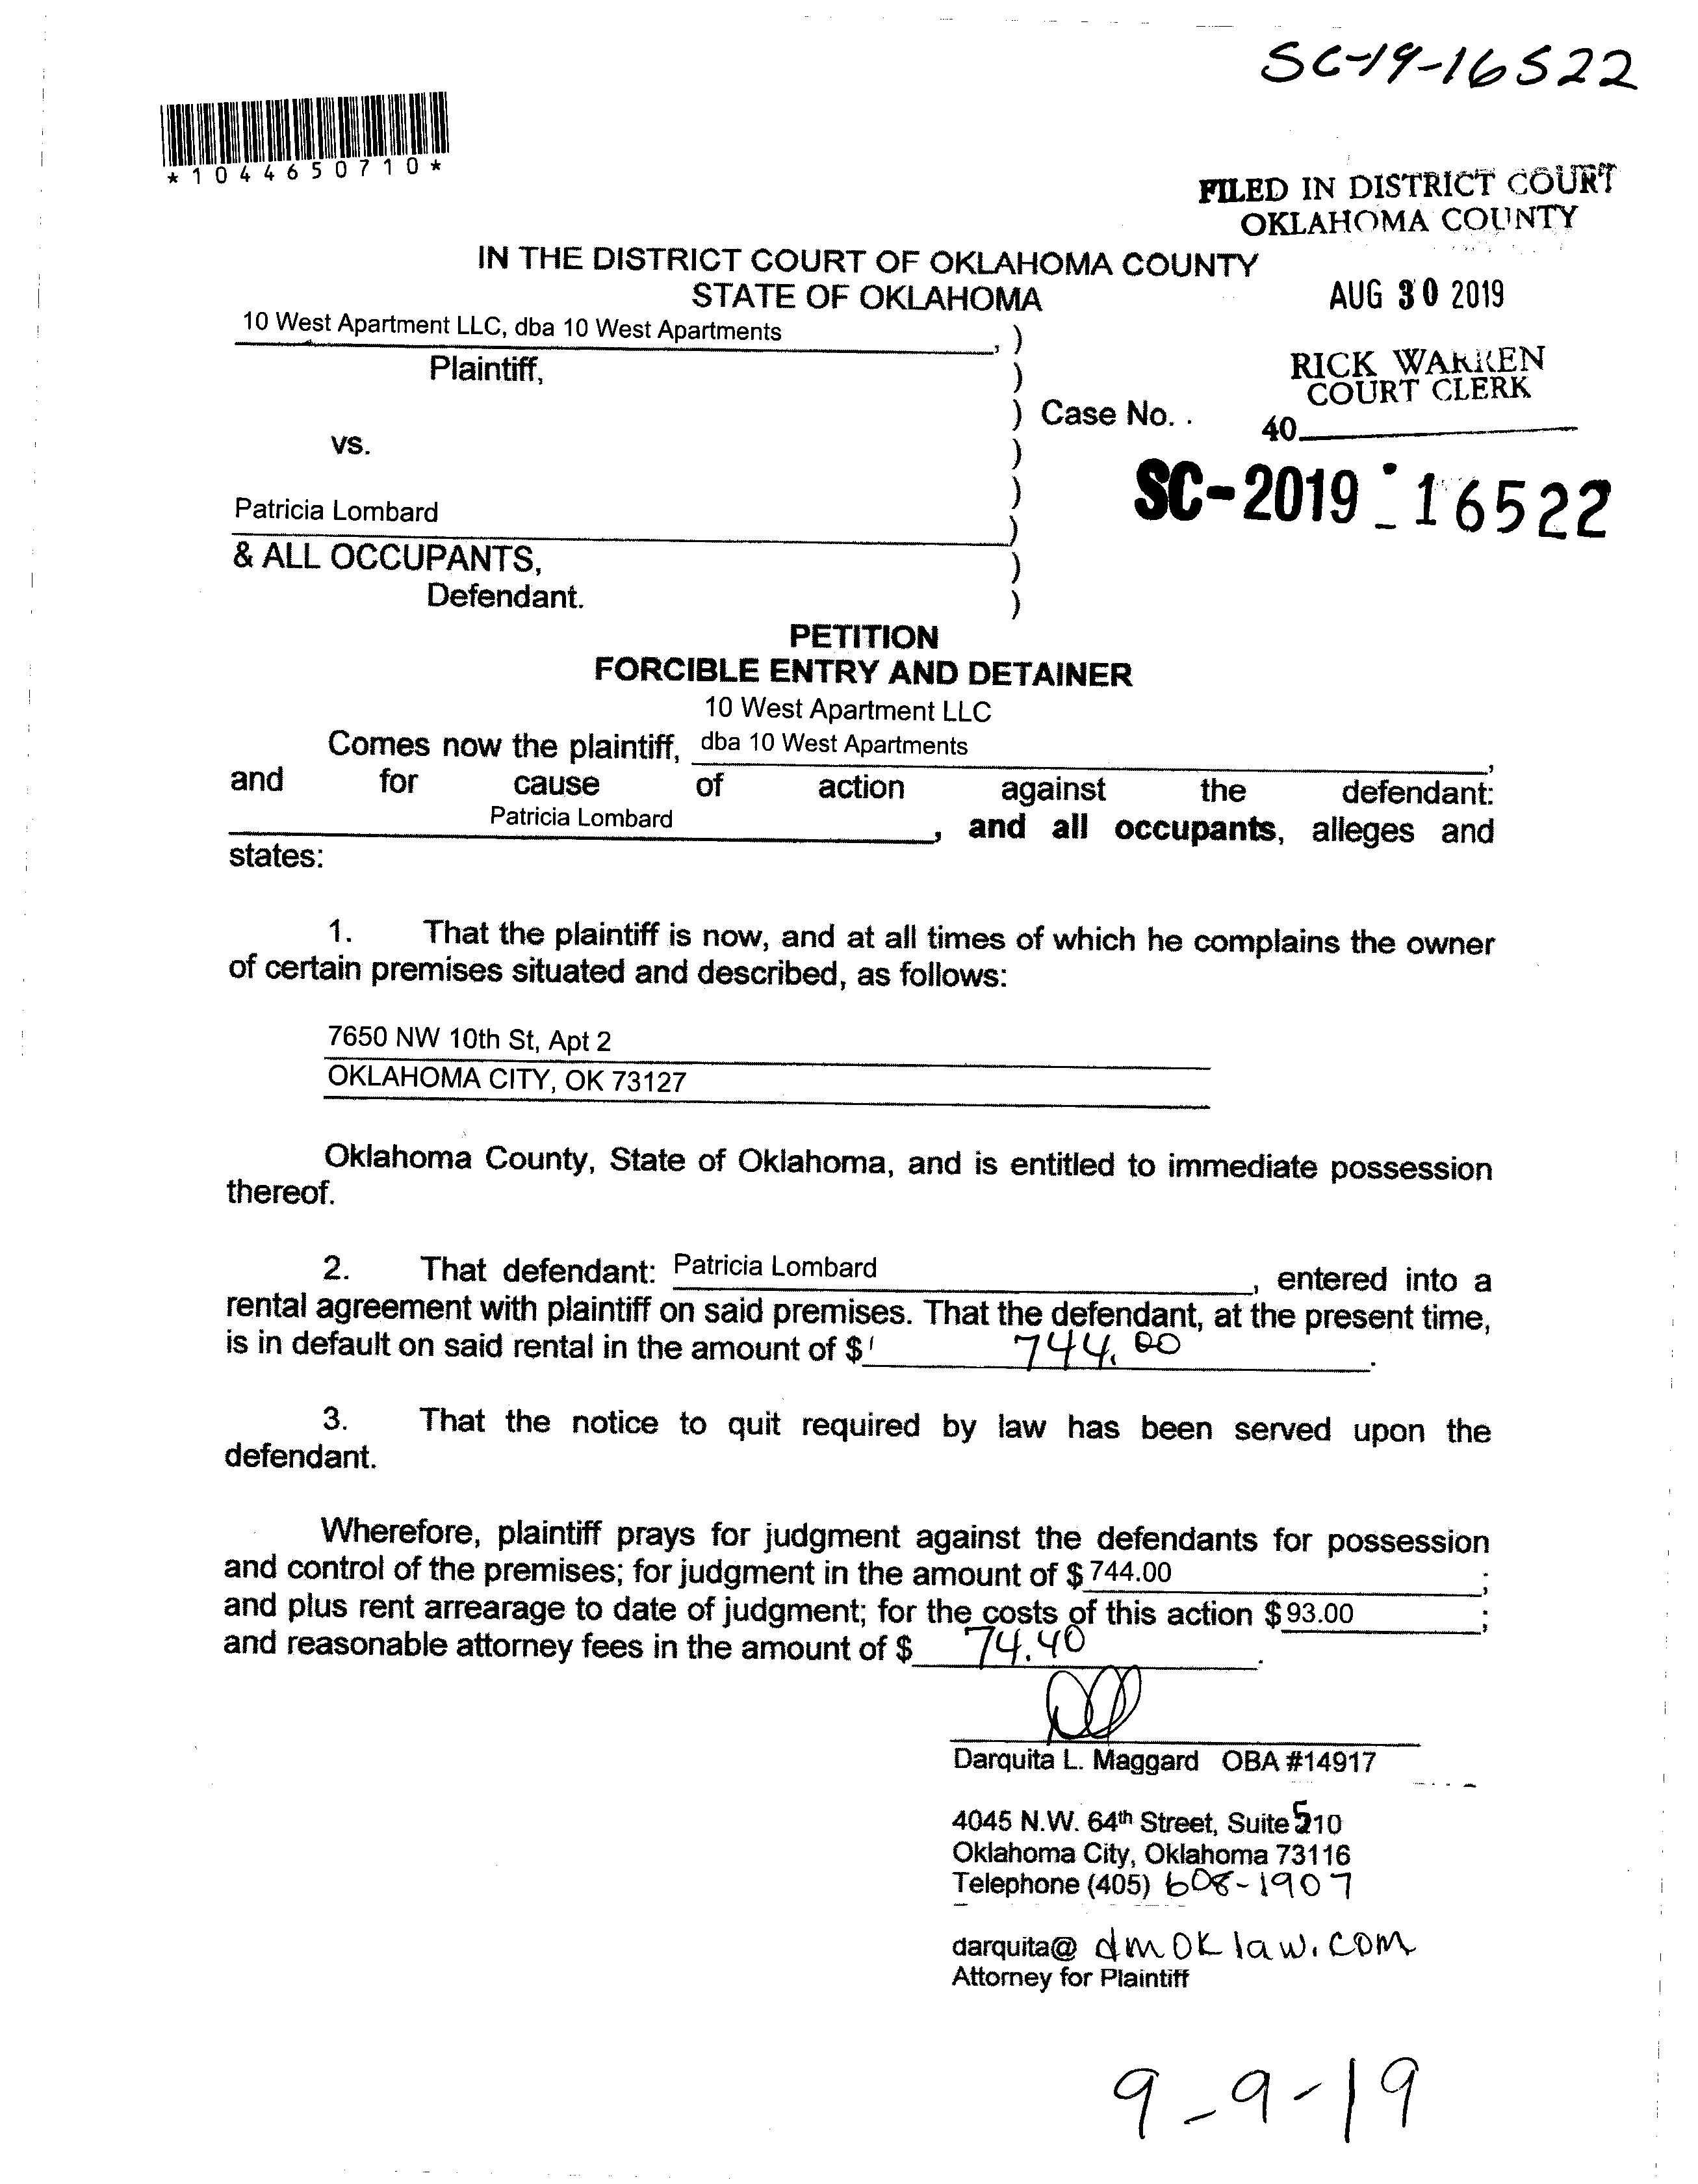 SC-19-16522
*1044650710*
FILED IN DISTRICT COURT
OKLAHOMA COUNTY
IN THE DISTRICT COURT OF OKLAHOMA COUNTY
STATE OF OKLAHOMA
AUG 30 2019
10 West Apartment LLC, dba 10 West Apartments, )
Plaintiff, )
RICK WARREN
COURT CLERK
) Case No. .
40
vs. )
SC-2019-16522
)
Patricia Lombard )
& ALL OCCUPANTS, )
Defendant. )
PETITION
FORCIBLE ENTRY AND DETAINER
10 West Apartment LLC
Comes now the plaintiff, dba 10 West Apartments,
and for cause of action against the defendant:
Patricia Lombard, and all occupants, alleges and
states:
1. That the plaintiff is now, and at all times of which he complains the owner
of certain premises situated and described, as follows:
7650 NW 10th St, Apt 2
OKLAHOMA CITY, OK 73127
Oklahoma County, State of Oklahoma, and is entitled to immediate possession
thereof.
2. That defendant: Patricia Lombard, entered into a
rental agreement with plaintiff on said premises. That the defendant, at the present time,
is in default on said rental in the amount of $ 744.00.
3. That the notice to quit required by law has been served upon the
defendant.
Wherefore, plaintiff prays for judgment against the defendants for possession
and control of the premises; for judgment in the amount of $ 744.00;
and plus rent arrearage to date of judgment; for the costs of this action $ 93.00;
and reasonable attorney fees in the amount of $ 74.40.
Darquita L. Maggard OBA #14917
4045 N.W. 64th Street, Suite 510
Oklahoma City, Oklahoma 73116
Telephone (405) 608-1907
darquita@ dmoklaw.com
Attorney for Plaintiff
9-9-19